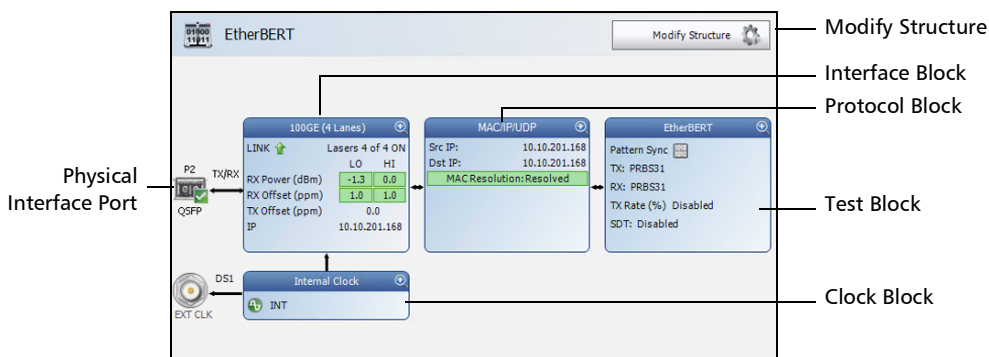 01100
11011
EtherBERT
Modify Structure
Modify Structure
Interface Block
Protocol Block
100GE (4 Lanes)
LINK
Lasers 4 of 4 ON
LO HI
RX Power (dBm) -1.3 0.0
RX Offset (ppm) 1.0 1.0
TX Offset (ppm) 0.0
IP 10.10.201.168
MAC/IP/UDP
Src IP: 10.10.201.168
Dst IP: 10.10.201.168
MAC Resolution:Resolved
EtherBERT
Pattern Sync
TX: PRBS31
RX: PRBS31
TX Rate (%) Disabled
SDT: Disabled
Physical
Interface Port
P2
TX/RX
QSFP
Test Block
DS1
EXT CLK
Internal Clock
INT
Clock Block